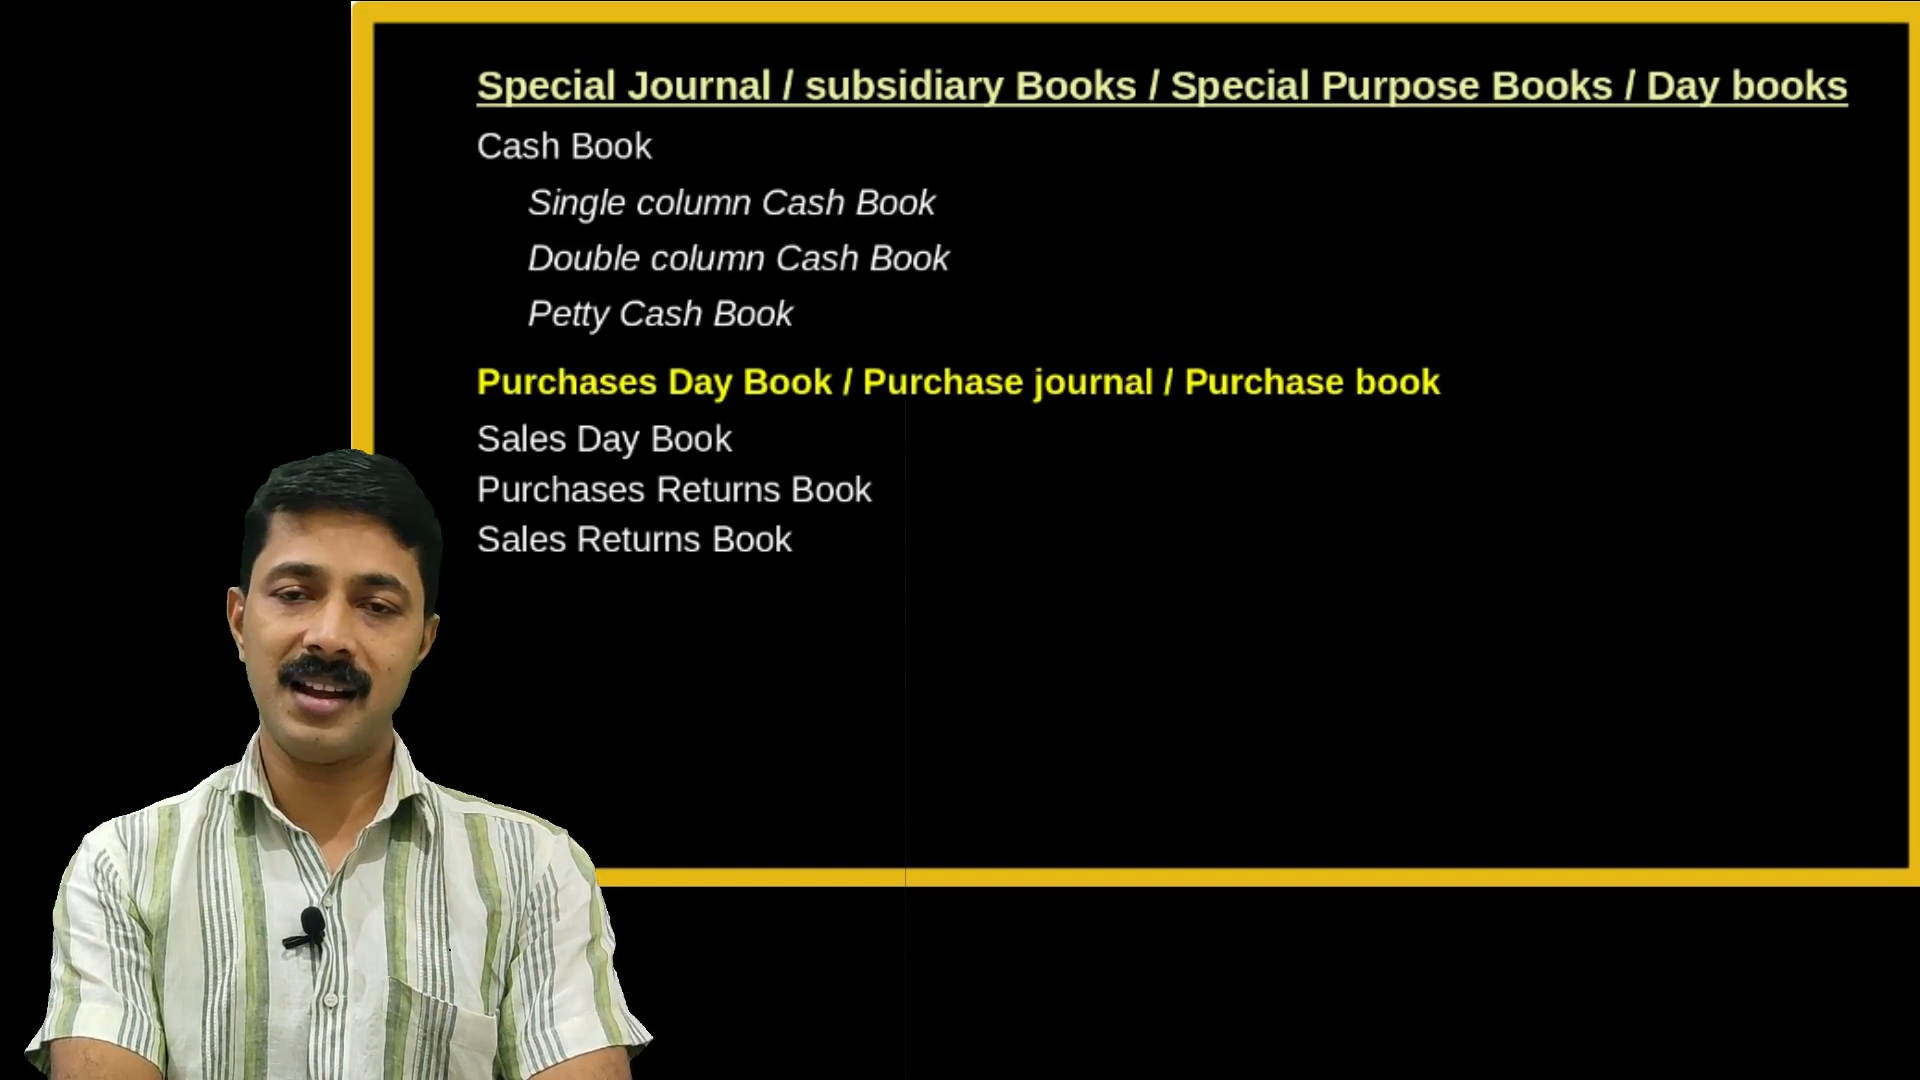 Special Journal / subsidiary Books / Special Purpose Books / Day books
Cash Book
Single column Cash Book
Double column Cash Book
Petty Cash Book
Purchases Day Book / Purchase journal / Purchase book
Sales Day Book
Purchases Returns Book
Sales Returns Book